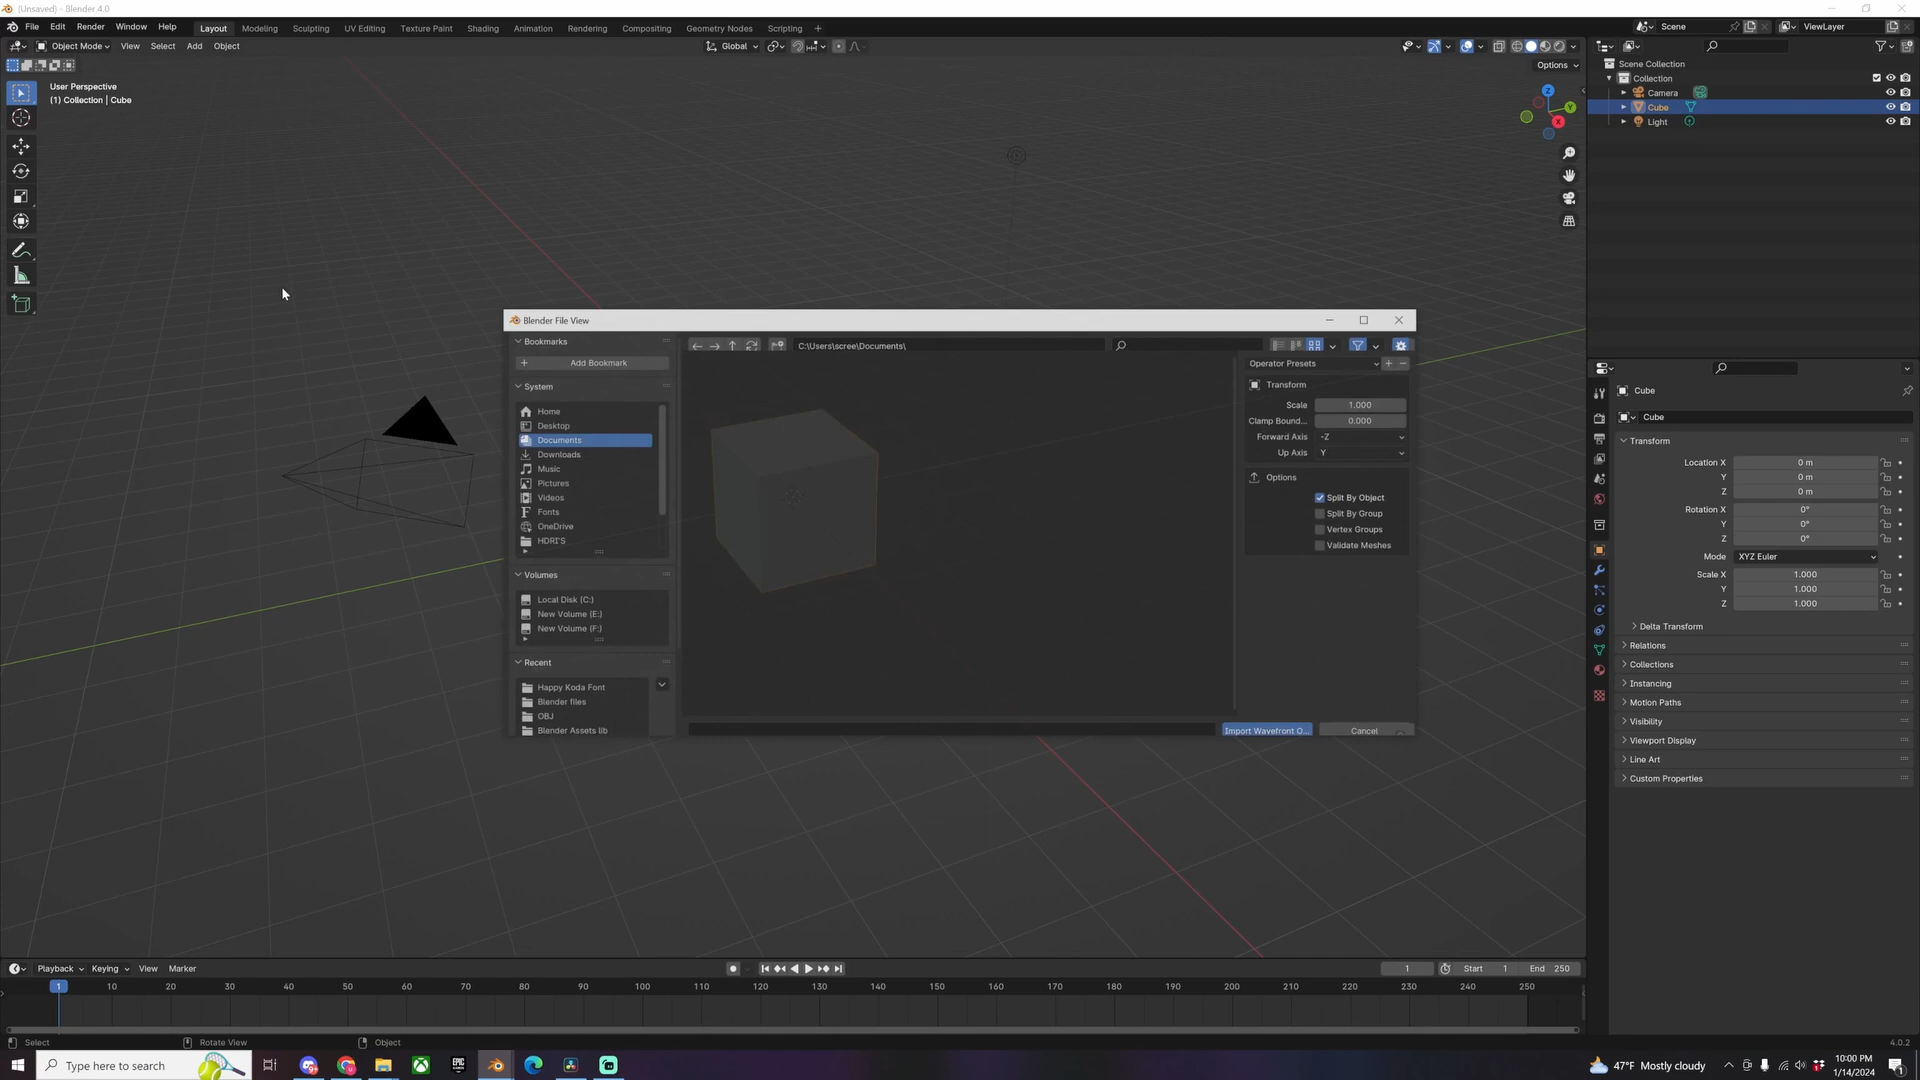 (Unsaved) - Blender 4.0
File Edit Render Window Help
Layout Modeling Sculpting UV Editing Texture Paint Shading Animation Rendering Compositing Geometry Nodes Scripting +
Scene
ViewLayer
Object Mode View Select Add Object
Global
Options
User Perspective
(1) Collection | Cube
Z
Y
X
Scene Collection
Collection
Camera
Cube
Light
Blender File View
Bookmarks
Add Bookmark
System
Home
Desktop
Documents
Downloads
Music
Pictures
Videos
Fonts
OneDrive
HDRI'S
Volumes
Local Disk (C:)
New Volume (E:)
New Volume (F:)
Recent
Happy Koda Font
Blender files
OBJ
Blender Assets lib
C:\Users\scree\Documents\
Operator Presets
Transform
Scale 1.000
Clamp Bound... 0.000
Forward Axis -Z
Up Axis Y
Options
Split By Object
Split By Group
Vertex Groups
Validate Meshes
Import Wavefront O...
Cancel
Cube
Cube
Transform
Location X 0 m
Y 0 m
Z 0 m
Rotation X 0°
Y 0°
Z 0°
Mode XYZ Euler
Scale X 1.000
Y 1.000
Z 1.000
Delta Transform
Relations
Collections
Instancing
Motion Paths
Visibility
Viewport Display
Line Art
Custom Properties
Playback Keying View Marker
1
Start 1
End 250
1 10 20 30 40 50 60 70 80 90 100 110 120 130 140 150 160 170 180 190 200 210 220 230 240 250
Select
Rotate View
Object
4.0.2
Type here to search
EPIC GAMES
47°F Mostly cloudy
10:00 PM
1/14/2024
1